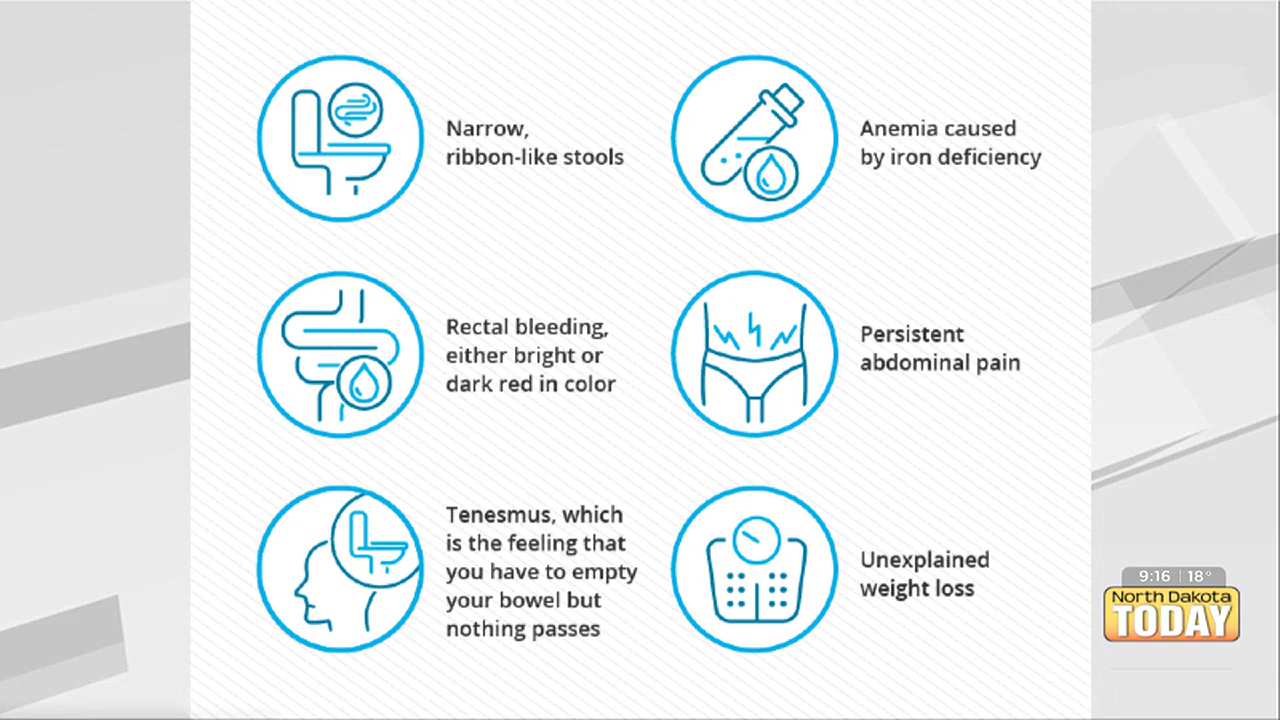 Narrow,
ribbon-like stools
Anemia caused
by iron deficiency
Rectal bleeding,
either bright or
dark red in color
Persistent
abdominal pain
Tenesmus, which
is the feeling that
you have to empty
your bowel but
nothing passes
Unexplained
weight loss
9:16 | 18°
North Dakota
TODAY